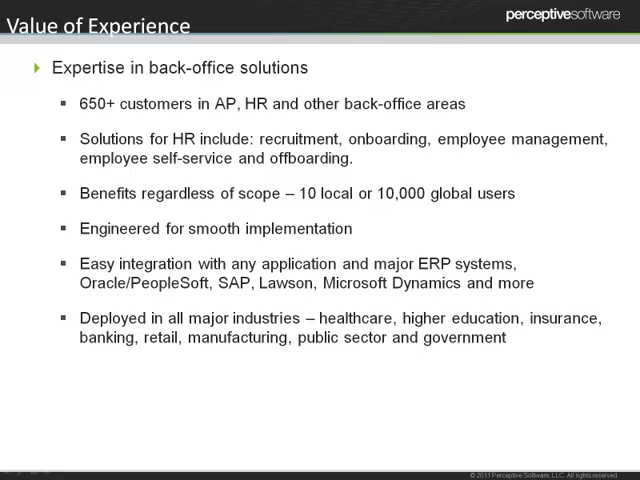 Value of Experience
perceptivesoftware
Expertise in back-office solutions
650+ customers in AP, HR and other back-office areas
Solutions for HR include: recruitment, onboarding, employee management,
employee self-service and offboarding.
Benefits regardless of scope – 10 local or 10,000 global users
Engineered for smooth implementation
Easy integration with any application and major ERP systems,
Oracle/PeopleSoft, SAP, Lawson, Microsoft Dynamics and more
Deployed in all major industries – healthcare, higher education, insurance,
banking, retail, manufacturing, public sector and government
© 2011 Perceptive Software, LLC. All rights reserved.